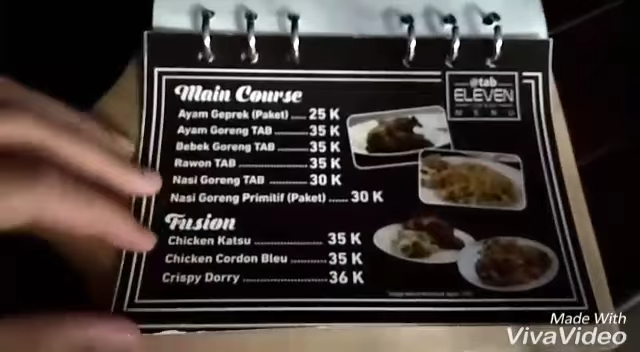 @tab
ELEVEN
MENU
Main Course
Ayam Geprek (Paket) ..... 25 K
Ayam Goreng TAB ........... 35 K
Bebek Goreng TAB .......... 35 K
Rawon TAB ................... 35 K
Nasi Goreng TAB ........... 30 K
Nasi Goreng Primitif (Paket) ...... 30 K
Fusion
Chicken Katsu ...................... 35 K
Chicken Cordon Bleu ........... 35 K
Crispy Dorry ....................... 36 K
Made With
VivaVideo